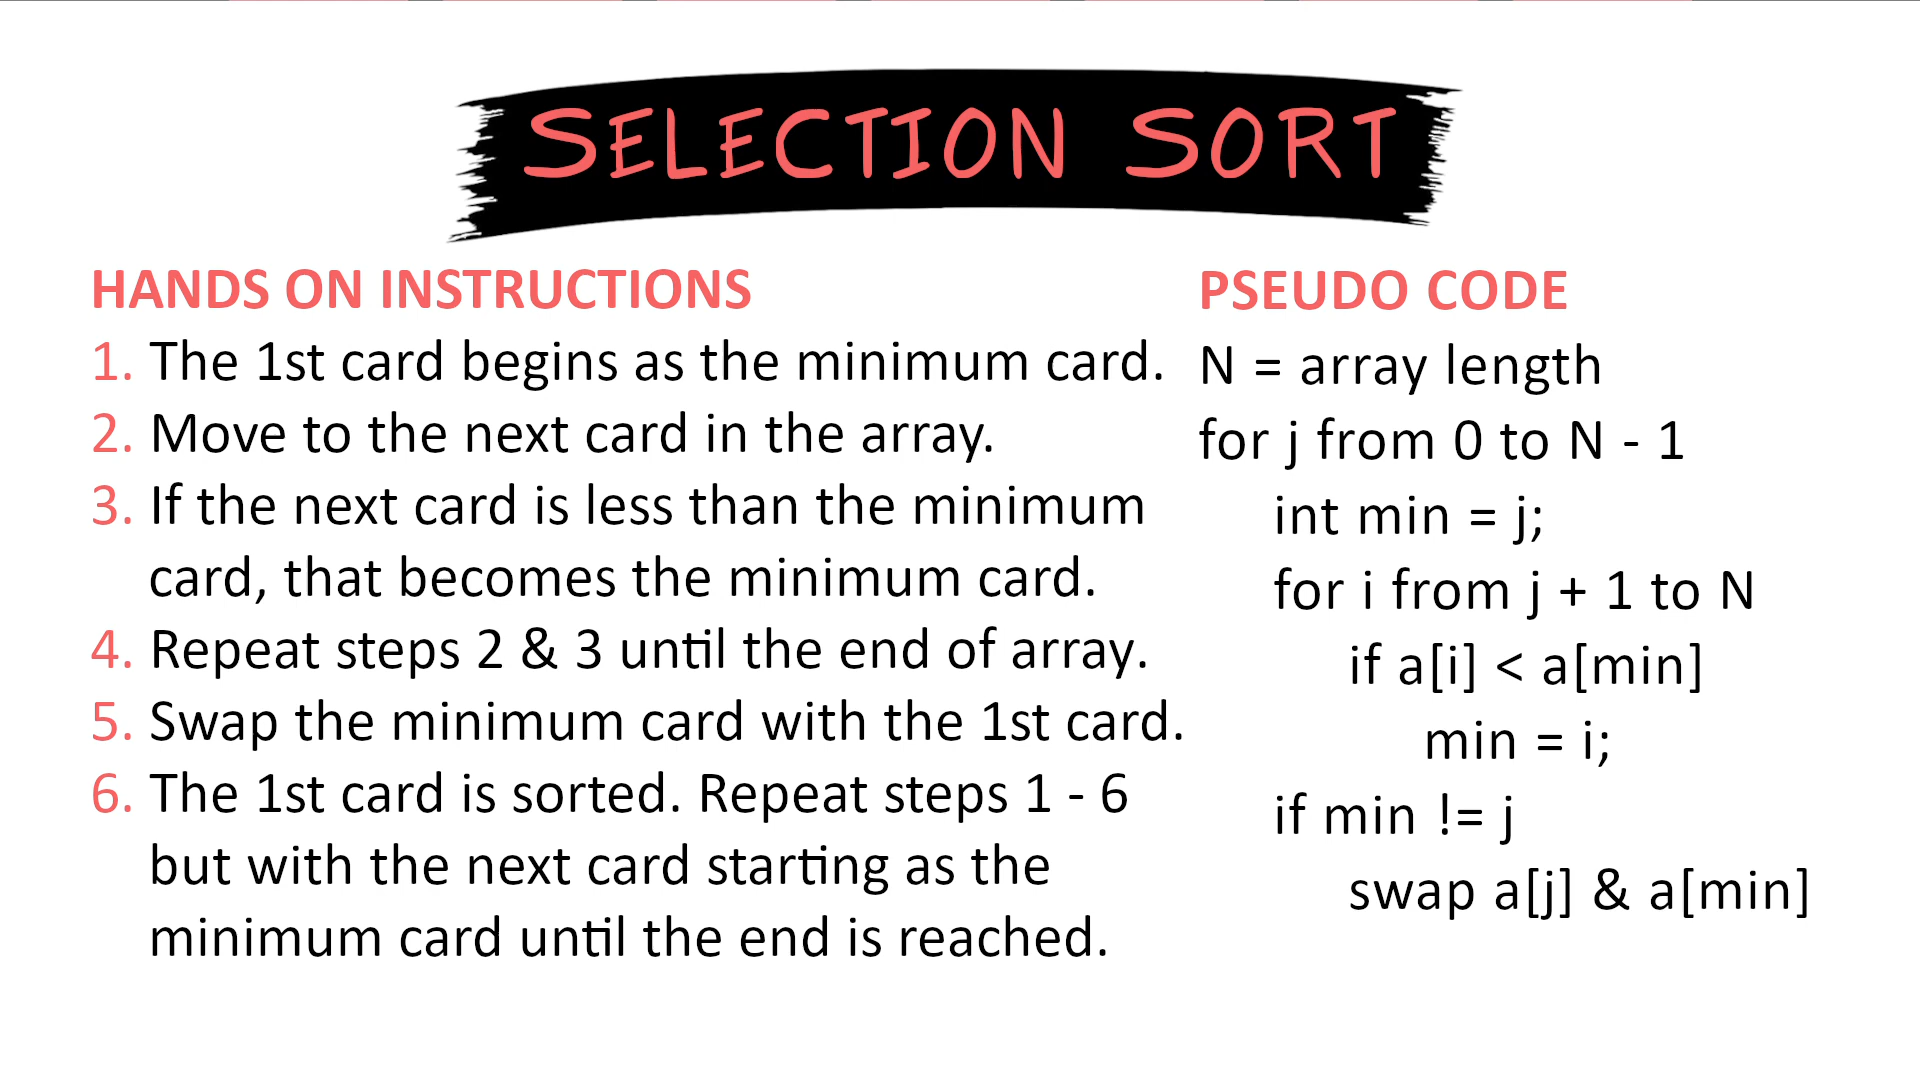 SELECTION SORT
HANDS ON INSTRUCTIONS
1. The 1st card begins as the minimum card.
2. Move to the next card in the array.
3. If the next card is less than the minimum
card, that becomes the minimum card.
4. Repeat steps 2 & 3 until the end of array.
5. Swap the minimum card with the 1st card.
6. The 1st card is sorted. Repeat steps 1 - 6
but with the next card starting as the
minimum card until the end is reached.
PSEUDO CODE
N = array length
for j from 0 to N - 1
int min = j;
for i from j + 1 to N
if a[i] < a[min]
min = i;
if min != j
swap a[j] & a[min]